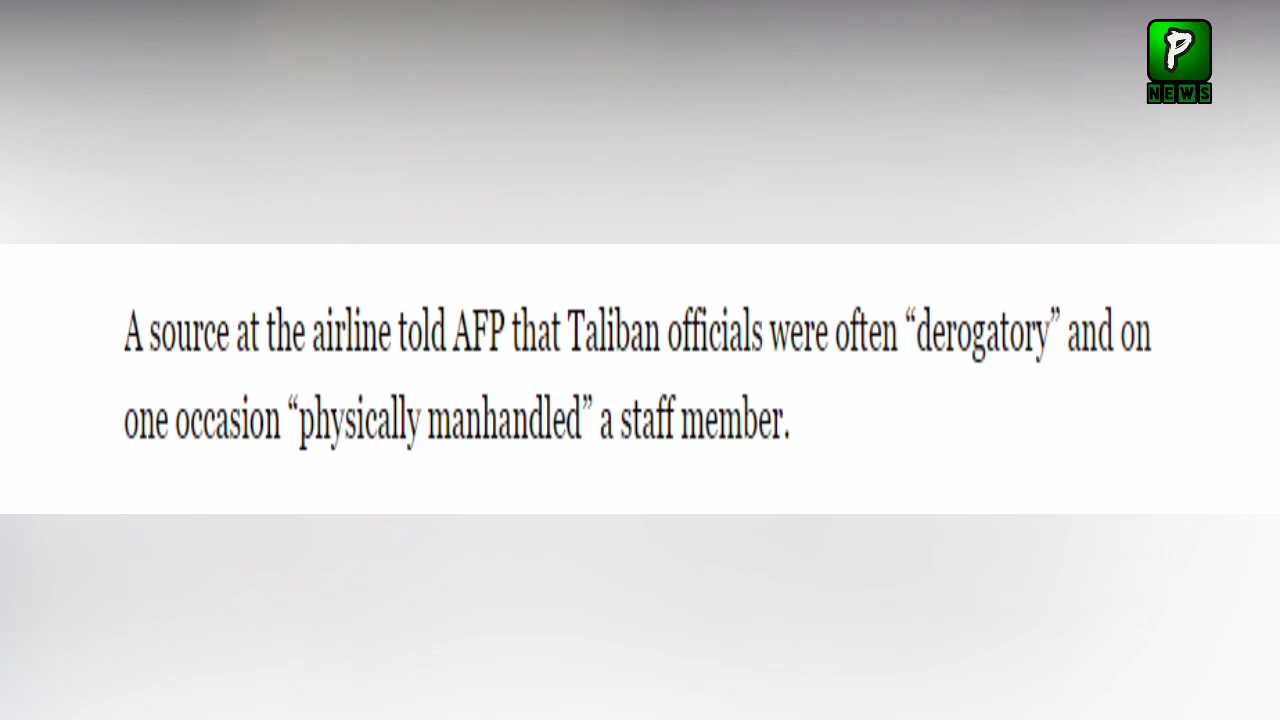 P
NEWS
A source at the airline told AFP that Taliban officials were often “derogatory” and on
one occasion “physically manhandled” a staff member.